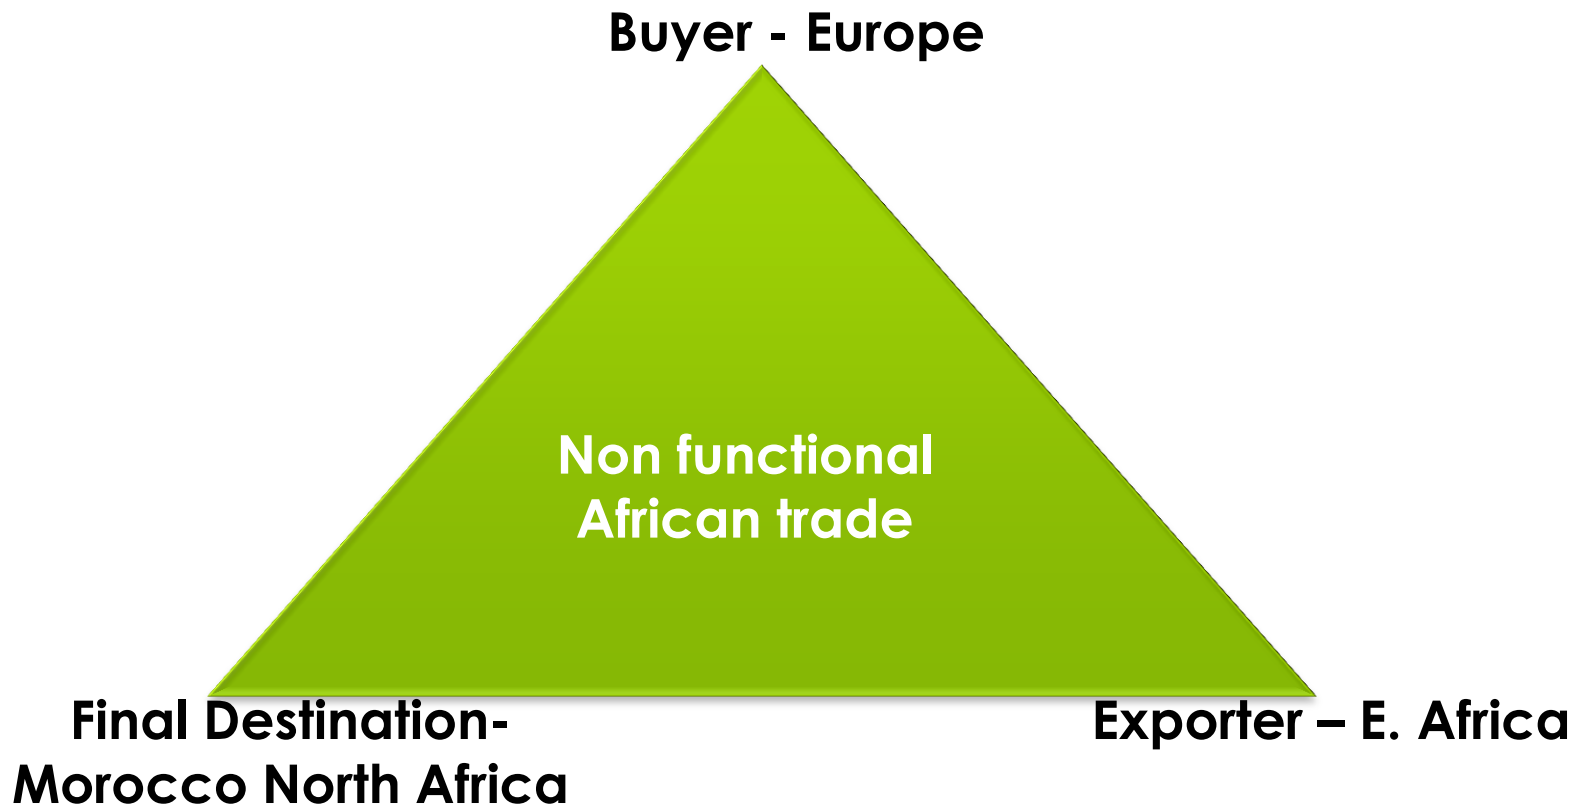 Buyer - Europe
Non functional
African trade
Final Destination-
Morocco North Africa
Exporter – E. Africa